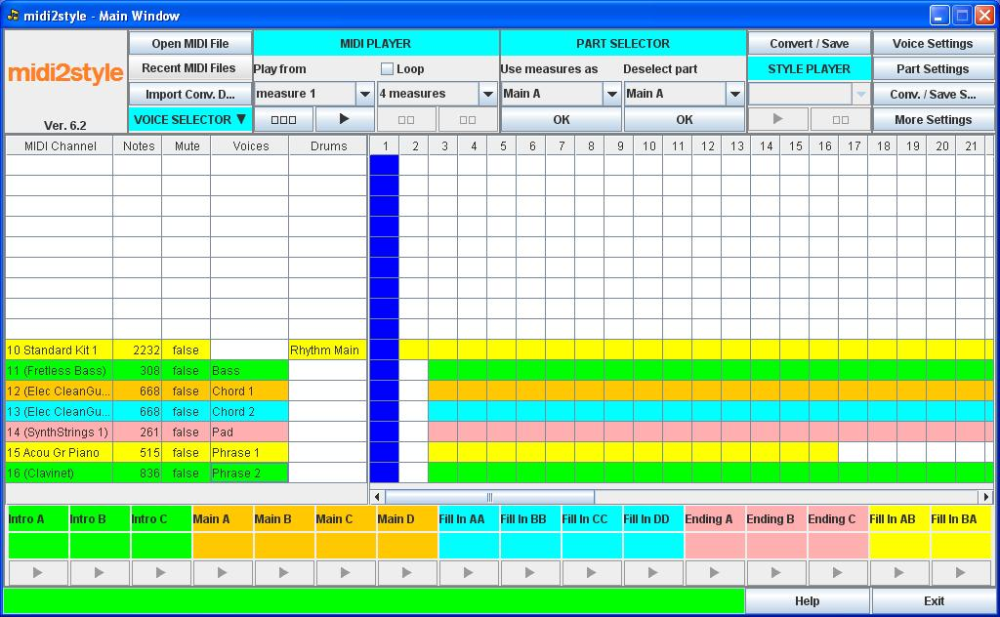 midi2style - Main Window
Open MIDI File MIDI PLAYER PART SELECTOR Convert / Save Voice Settings
midi2style Recent MIDI Files Play from Loop Use measures as Deselect part STYLE PLAYER Part Settings
Import Conv. D... measure 1 4 measures Main A Main A Conv. / Save S...
Ver. 6.2 VOICE SELECTOR ▼ OK OK More Settings
MIDI Channel Notes Mute Voices Drums 1 2 3 4 5 6 7 8 9 10 11 12 13 14 15 16 17 18 19 20 21
10 Standard Kit 1 2232 false Rhythm Main
11 (Fretless Bass) 308 false Bass
12 (Elec CleanGu... 668 false Chord 1
13 (Elec CleanGu... 668 false Chord 2
14 (SynthStrings 1) 261 false Pad
15 Acou Gr Piano 515 false Phrase 1
16 (Clavinet) 836 false Phrase 2
Intro A Intro B Intro C Main A Main B Main C Main D Fill In AA Fill In BB Fill In CC Fill In DD Ending A Ending B Ending C Fill In AB Fill In BA
Help Exit